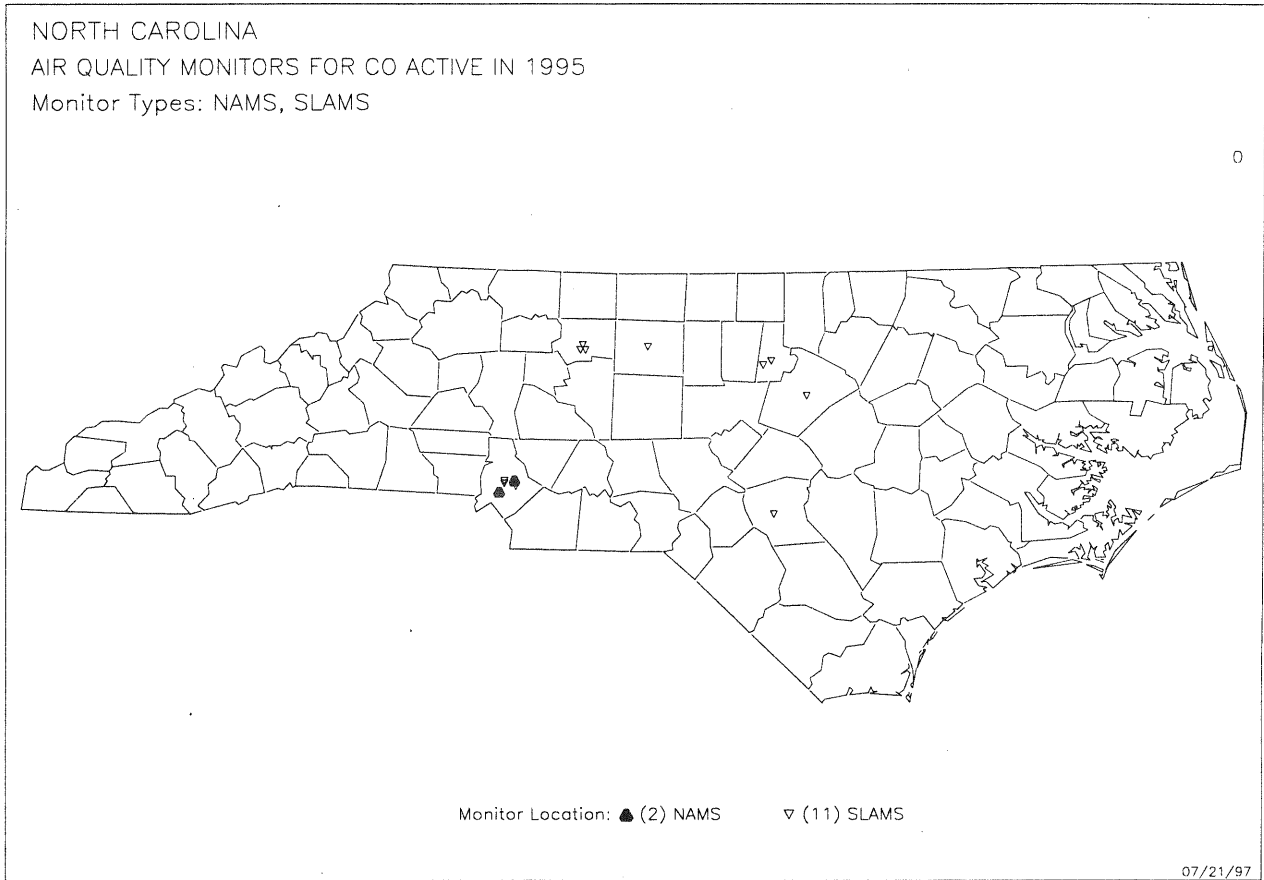 NORTH CAROLINA
AIR QUALITY MONITORS FOR CO ACTIVE IN 1995
Monitor Types: NAMS, SLAMS
0
Monitor Location: (2) NAMS (11) SLAMS
07/21/97